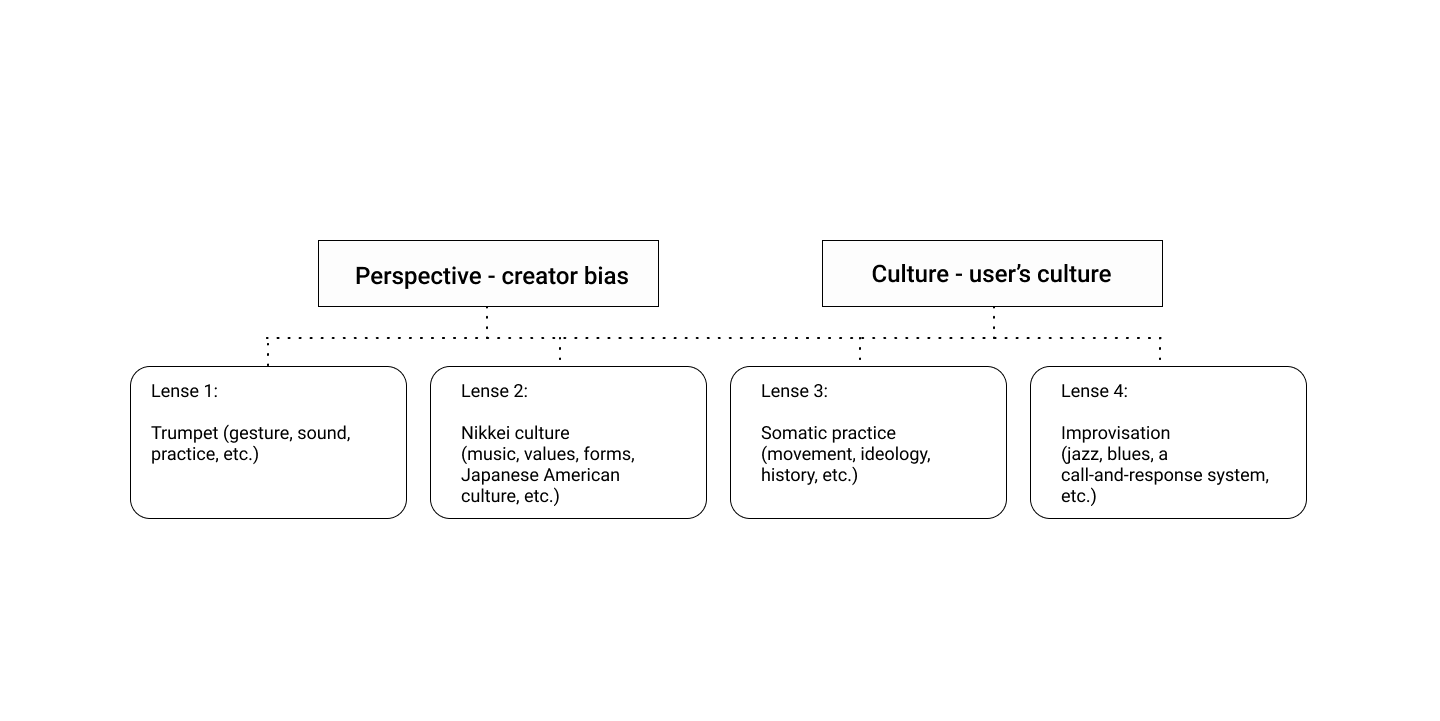 Perspective - creator bias
Culture - user’s culture
Lense 1:
Trumpet (gesture, sound,
practice, etc.)
Lense 2:
Nikkei culture
(music, values, forms,
Japanese American
culture, etc.)
Lense 3:
Somatic practice
(movement, ideology,
history, etc.)
Lense 4:
Improvisation
(jazz, blues, a
call-and-response system,
etc.)